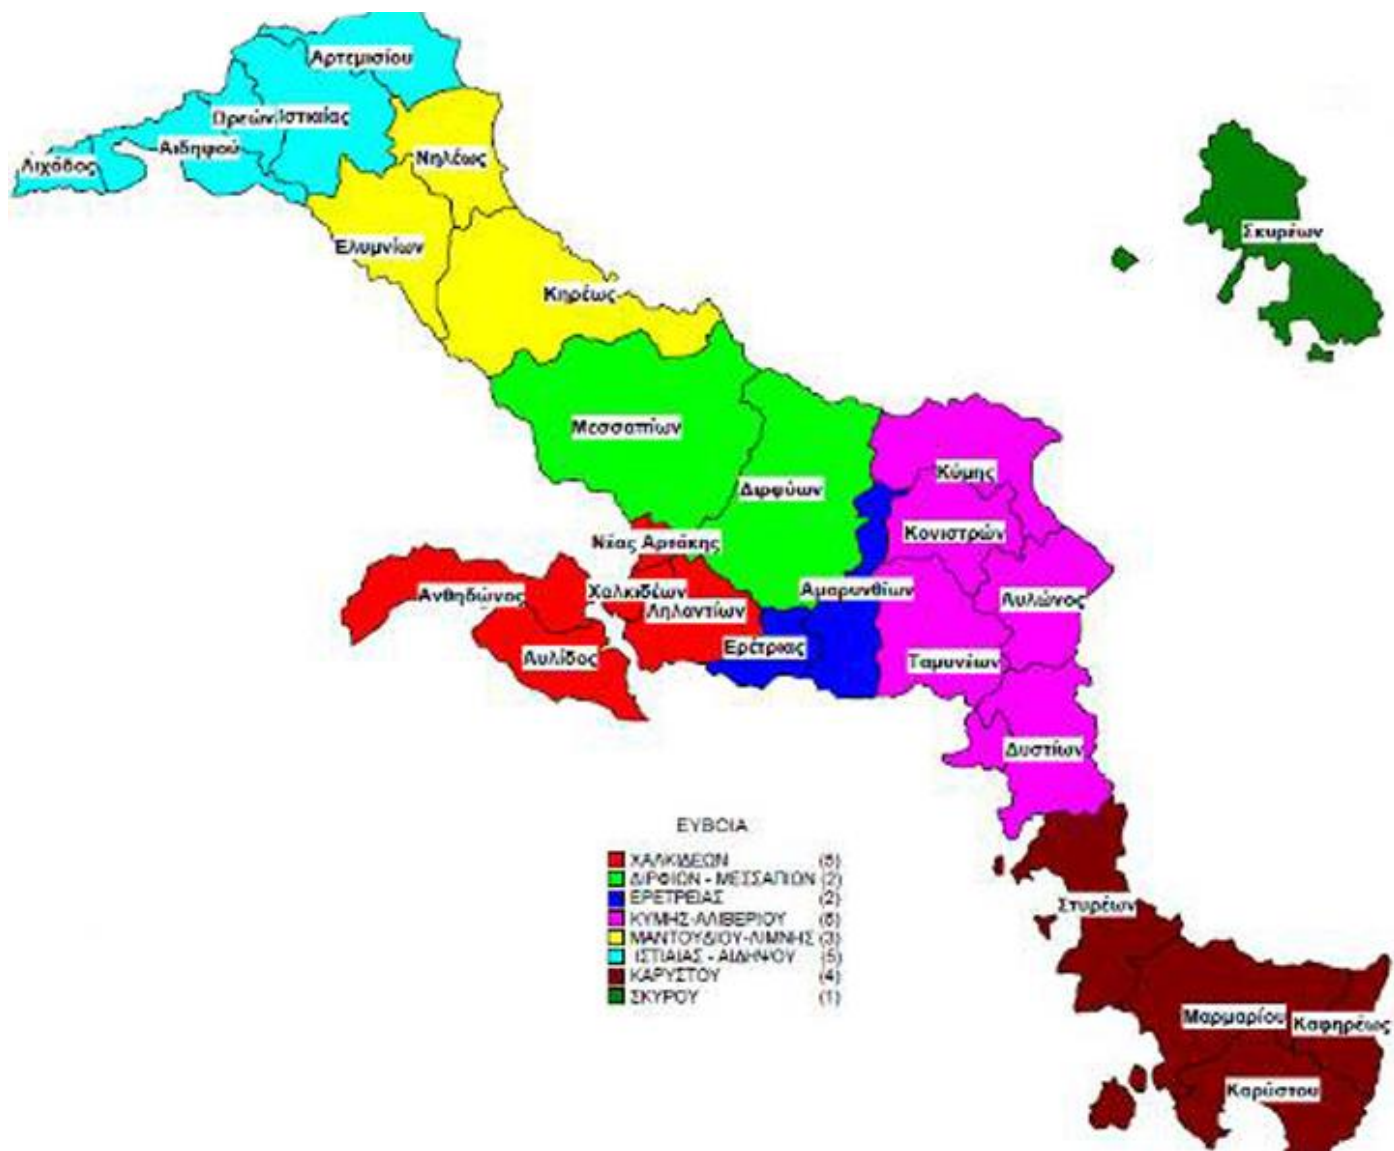 Αρτεμισίου
Ωρεών
Ιστιαίας
Αιδηψού
Λιχάδος
Νηλέως
Ελυμνίων
Κηρέως
Σκυρέων
Μεσσαπίων
Διρφύων
Κύμης
Κονιστρών
Νέας Αρτάκης
Ανθηδώνος
Χαλκιδέων
Ληλαντίων
Αμαρυνθίων
Αυλώνος
Αυλίδος
Ερέτριας
Ταμυνέων
Δυστίων
ΕΥΒΟΙΑ
ΧΑΛΚΙΔΕΩΝ (5)
ΔΙΡΦΙΩΝ - ΜΕΣΣΑΠΙΩΝ (2)
ΕΡΕΤΡΕΙΑΣ (2)
ΚΥΜΗΣ-ΑΛΙΒΕΡΙΟΥ
ΜΑΝΤΟΥΔΙΟΥ-ΛΙΜΝΗΣ (3)
ΙΣΤΙΑΙΑΣ - ΑΙΔΗΨΟΥ (5)
ΚΑΡΥΣΤΟΥ (4)
ΣΚΥΡΟΥ (1)
Στυρέων
Μαρμαρίου
Καφηρέως
Καρύστου